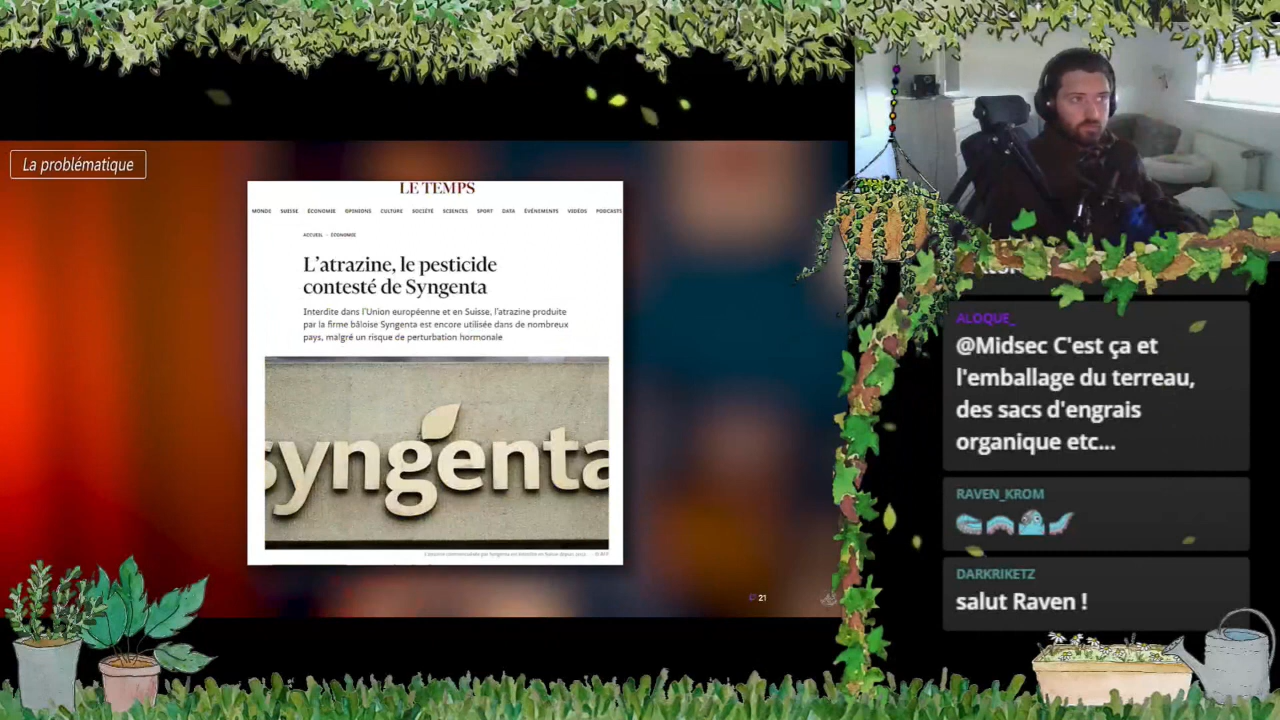 La problématique
LE TEMPS
MONDE SUISSE ÉCONOMIE OPINIONS CULTURE SOCIÉTÉ SCIENCES SPORT DATA ÉVÉNEMENTS VIDÉOS PODCASTS
ACCUEIL ÉCONOMIE
L'atrazine, le pesticide
contesté de Syngenta
Interdite dans l'Union européenne et en Suisse, l'atrazine produite
par la firme bâloise Syngenta est encore utilisée dans de nombreux
pays, malgré un risque de perturbation hormonale
syngenta
21
ALOQUE_
@Midsec C'est ça et
l'emballage du terreau,
des sacs d'engrais
organique etc...
RAVEN_KROM
DARKRIKETZ
salut Raven !